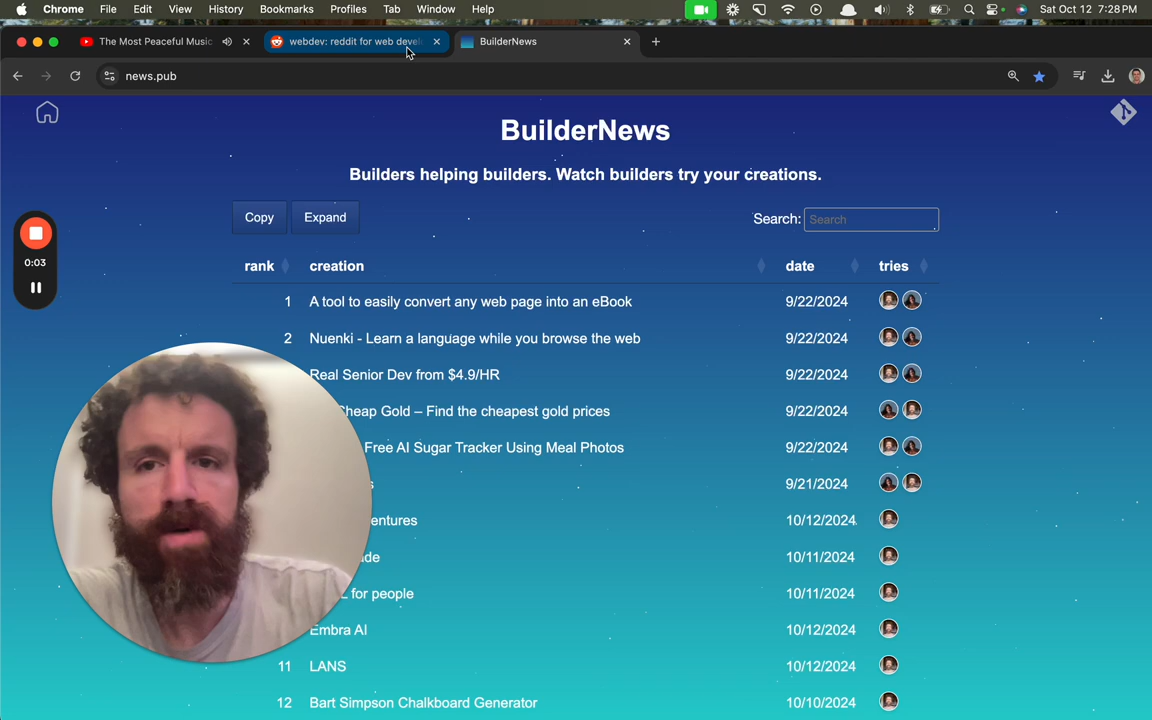 Chrome File Edit View History Bookmarks Profiles Tab Window Help Sat Oct 12 7:28 PM
The Most Peaceful Music webdev: reddit for web devel BuilderNews
news.pub
BuilderNews
Builders helping builders. Watch builders try your creations.
Copy Expand Search: Search
rank creation date tries
1 A tool to easily convert any web page into an eBook 9/22/2024
2 Nuenki - Learn a language while you browse the web 9/22/2024
Real Senior Dev from $4.9/HR 9/22/2024
Cheap Gold – Find the cheapest gold prices 9/22/2024
Free AI Sugar Tracker Using Meal Photos 9/22/2024
9/21/2024
10/12/2024
10/11/2024
for people 10/11/2024
Embra AI 10/12/2024
11 LANS 10/12/2024
12 Bart Simpson Chalkboard Generator 10/10/2024
00:03